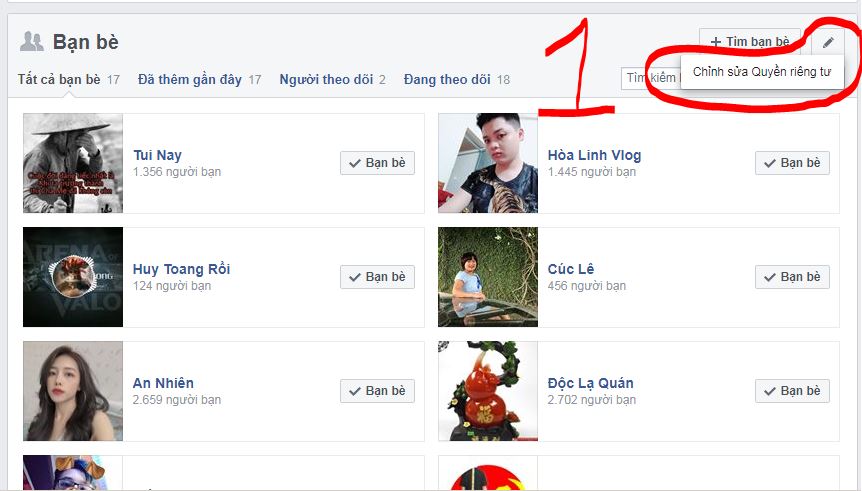 Bạn bè
1
Tìm bạn bè
Chỉnh sửa Quyền riêng tư
Tất cả bạn bè 17 Đã thêm gần đây 17 Người theo dõi 2 Đang theo dõi 18
Tìm kiếm
Tui Nay
1.356 người bạn
Bạn bè
Hòa Linh Vlog
1.445 người bạn
Bạn bè
Huy Toang Rồi
124 người bạn
Bạn bè
Cúc Lê
456 người bạn
Bạn bè
An Nhiên
2.659 người bạn
Bạn bè
Độc Lạ Quán
2.702 người bạn
Bạn bè